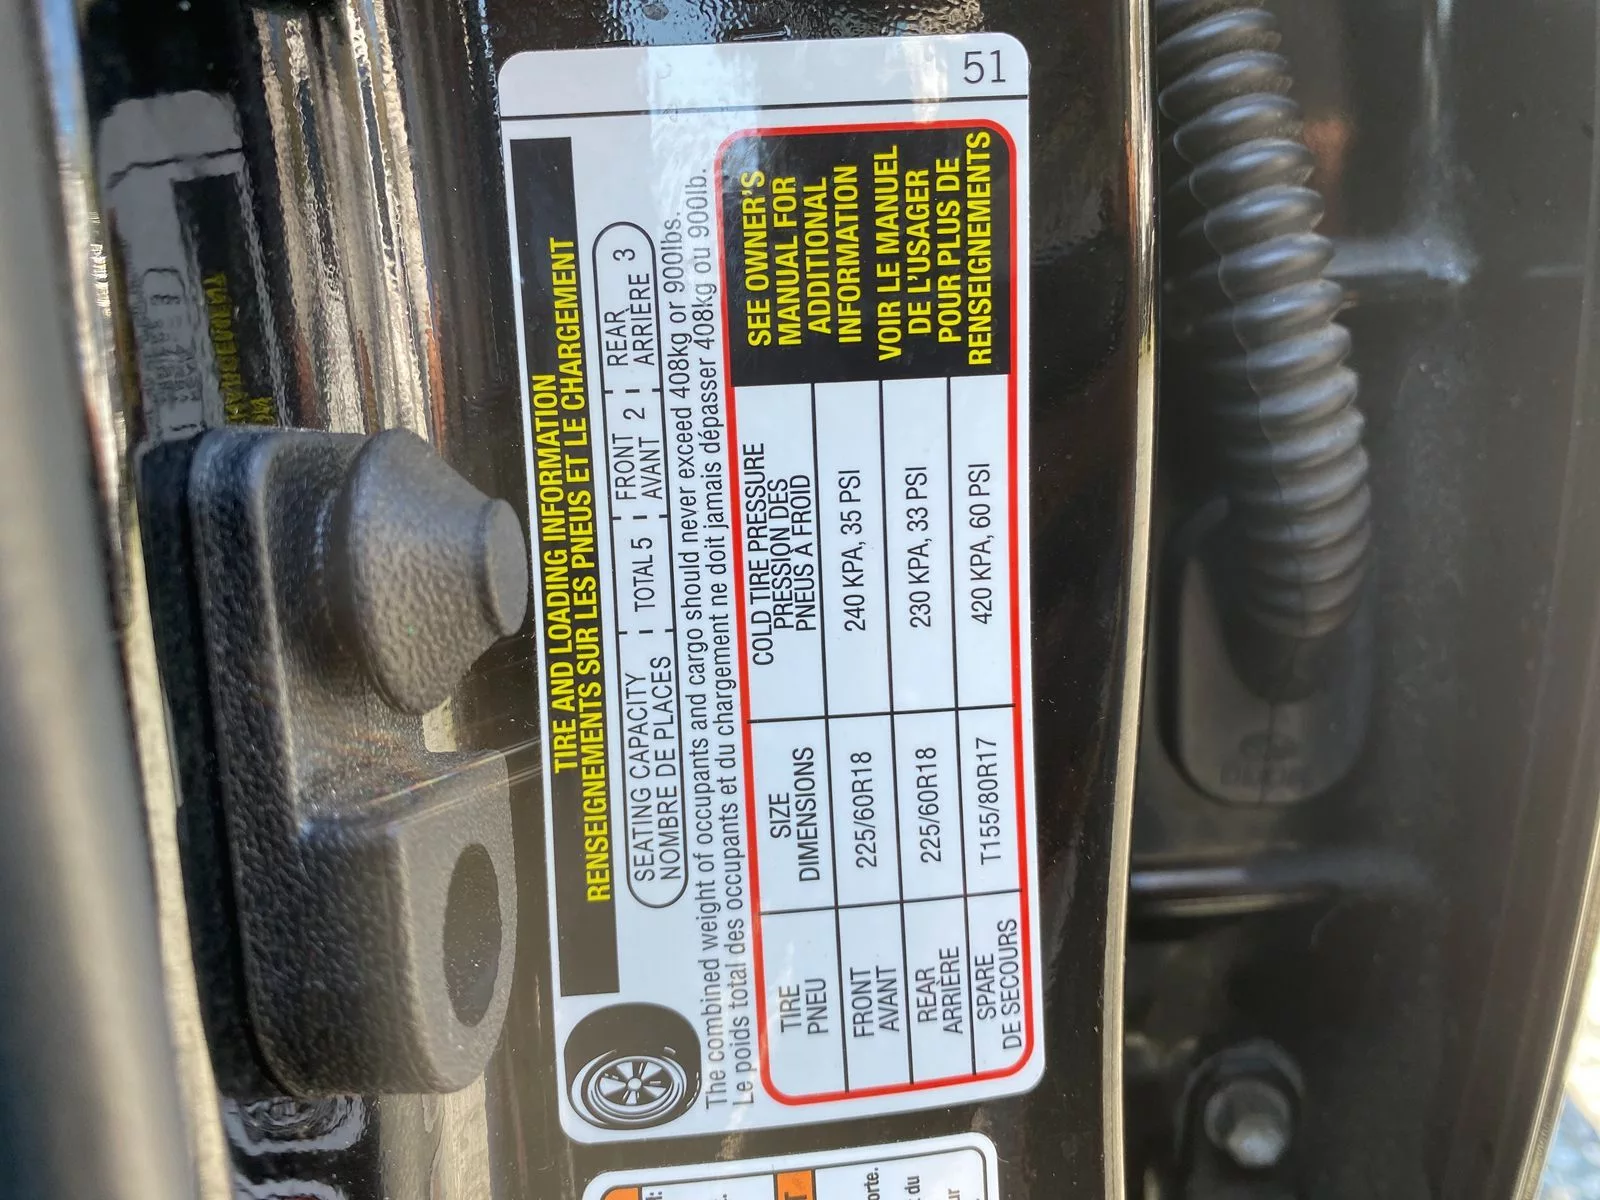 51
TIRE AND LOADING INFORMATION
RENSEIGNEMENTS SUR LES PNEUS ET LE CHARGEMENT
SEATING CAPACITY
NOMBRE DE PLACES
TOTAL 5
FRONT
AVANT 2
REAR
ARRIÈRE 3
The combined weight of occupants and cargo should never exceed 408kg or 900lbs.
Le poids total des occupants et du chargement ne doit jamais dépasser 408kg ou 900lb.
TIRE
PNEU
SIZE
DIMENSIONS
COLD TIRE PRESSURE
PRESSION DES
PNEUS À FROID
FRONT
AVANT
225/60R18
240 KPA, 35 PSI
REAR
ARRIÈRE
225/60R18
230 KPA, 33 PSI
SPARE
DE SECOURS
T155/80R17
420 KPA, 60 PSI
SEE OWNER'S
MANUAL FOR
ADDITIONAL
INFORMATION
VOIR LE MANUEL
DE L'USAGER
POUR PLUS DE
RENSEIGNEMENTS
du